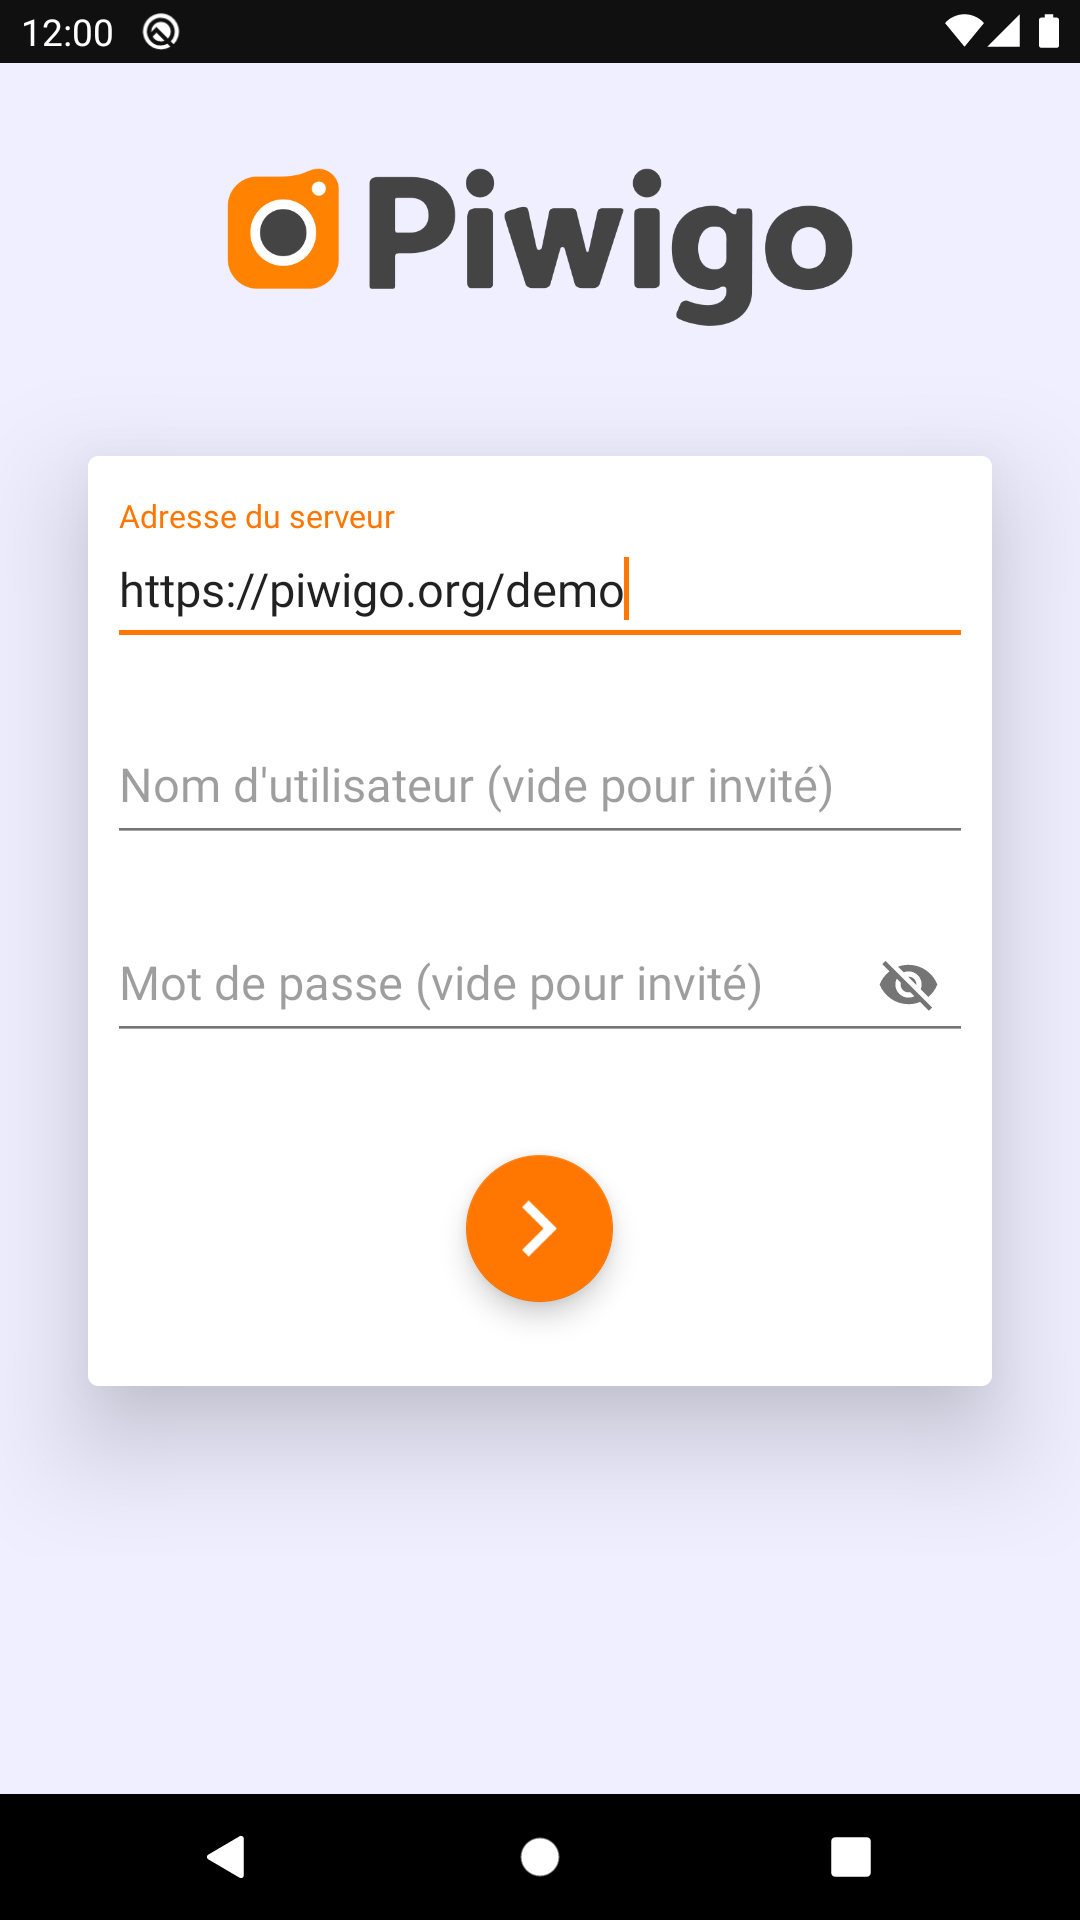 12:00
Piwigo
Adresse du serveur
https://piwigo.org/demo
Nom d'utilisateur (vide pour invité)
Mot de passe (vide pour invité)